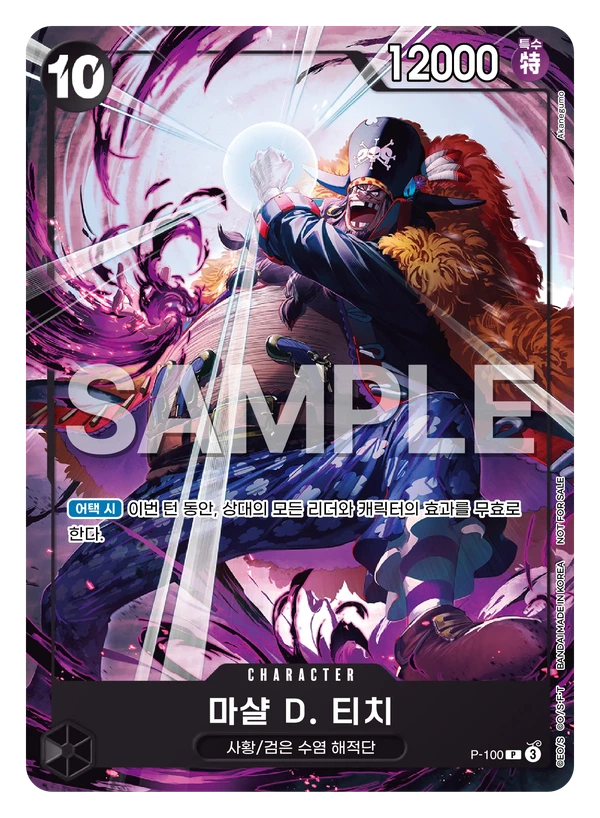 10
12000
특수
特
Akanegumo
SAMPLE
어택 시 이번 턴 동안, 상대의 모든 리더와 캐릭터의 효과를 무효로
한다.
CHARACTER
마샬 D. 티치
사황/검은 수염 해적단
P-100 P 3
©EO/S ©O/S·F·T BANDAI MADE IN KOREA NOT FOR SALE